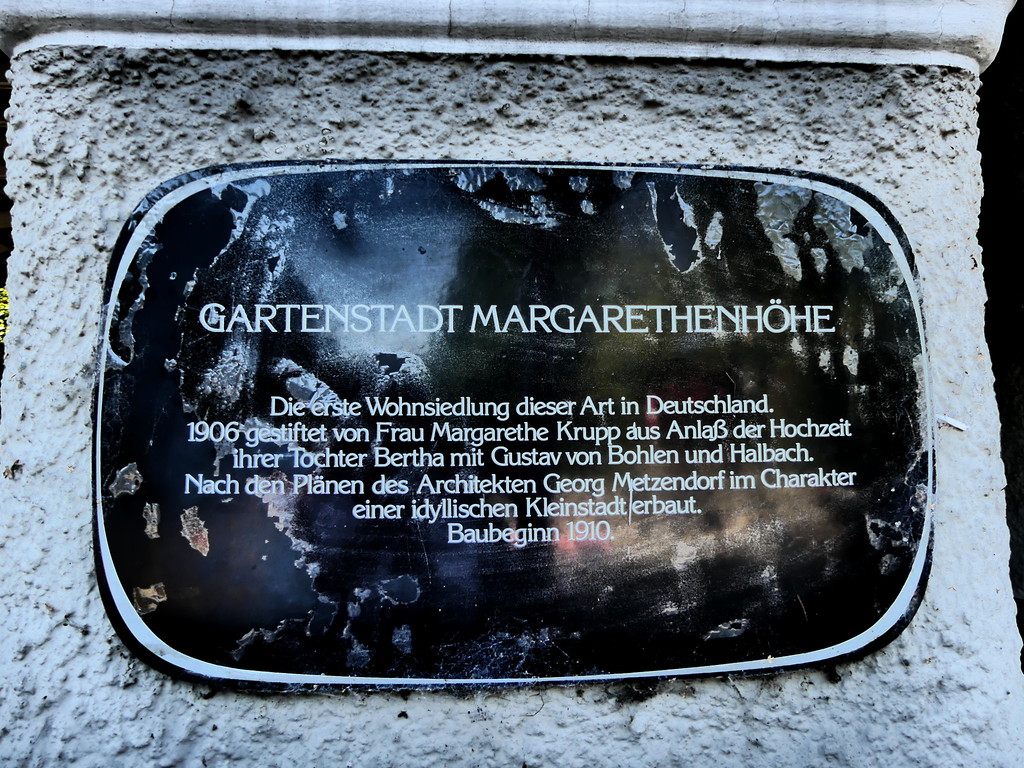 GARTENSTADT MARGARETHENHÖHE
Die erste Wohnsiedlung dieser Art in Deutschland.
1906 gestiftet von Frau Margarethe Krupp aus Anlaß der Hochzeit
ihrer Tochter Bertha mit Gustav von Bohlen und Halbach.
Nach den Plänen des Architekten Georg Metzendorf im Charakter
einer idyllischen Kleinstadt erbaut.
Baubeginn 1910.